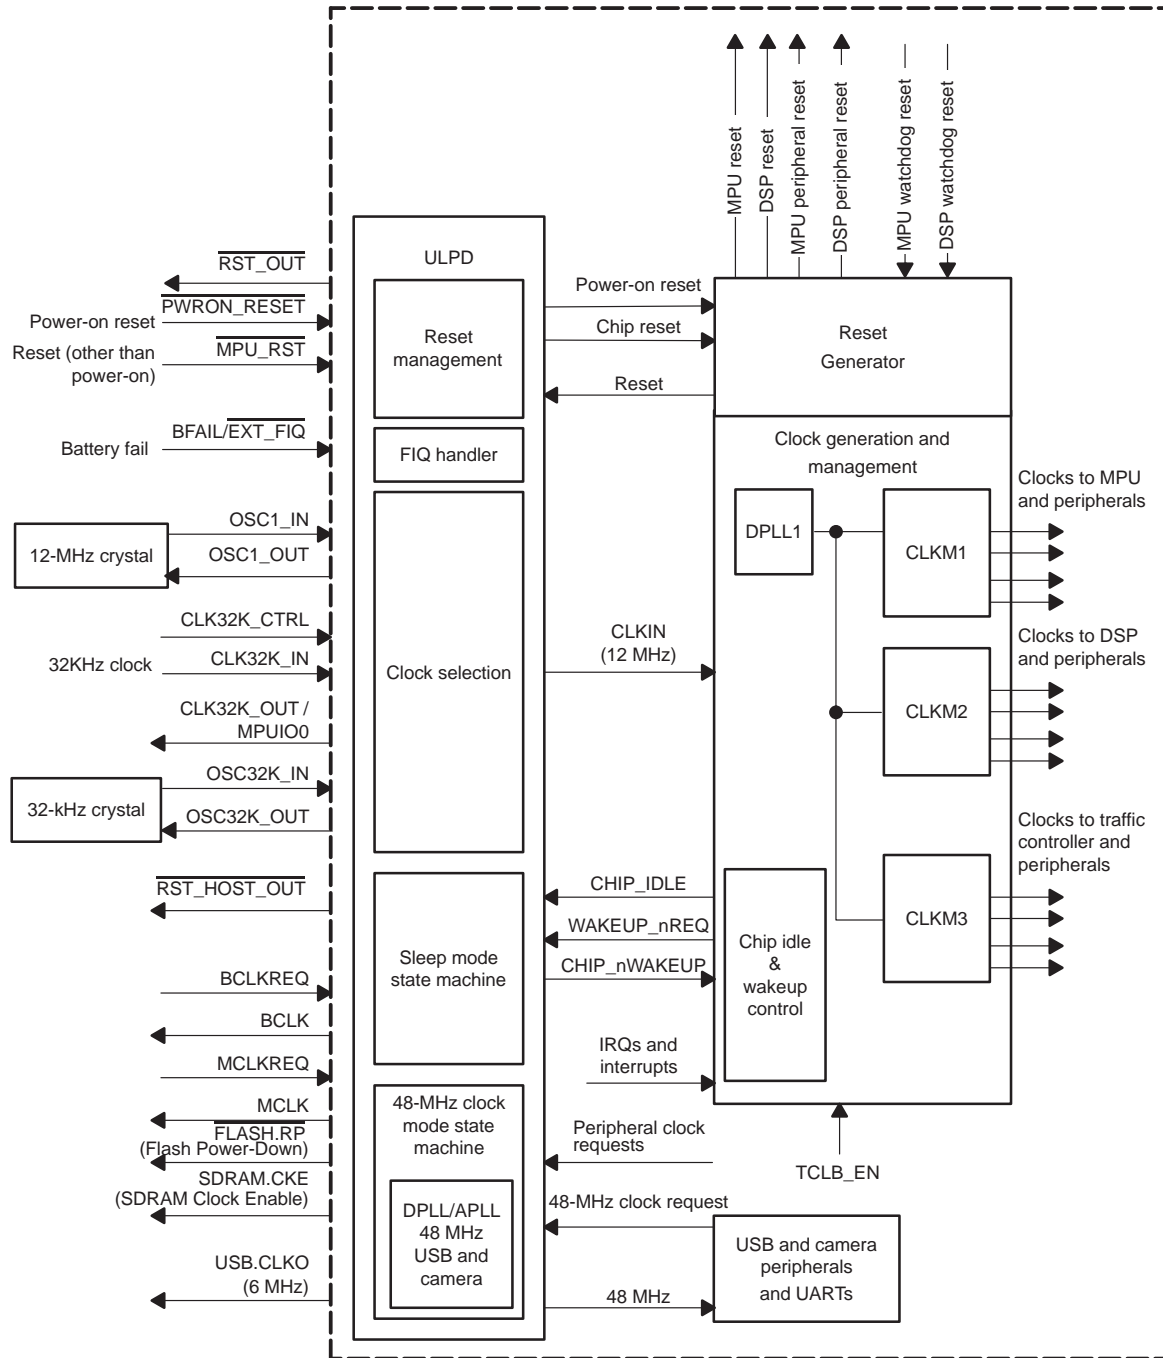 MPU reset
DSP reset
MPU peripheral reset
DSP peripheral reset
MPU watchdog reset
DSP watchdog reset
ULPD
RST_OUT
PWRON_RESET
Power-on reset
MPU_RST
Reset (other than
power-on)
Reset
management
Power-on reset
Chip reset
Reset
Reset
Generator
BFAIL/EXT_FIQ
Battery fail
FIQ handler
Clock generation and
management
OSC1_IN
OSC1_OUT
12-MHz crystal
DPLL1
CLKM1
Clocks to MPU
and peripherals
CLK32K_CTRL
32KHz clock
CLK32K_IN
Clock selection
CLKIN
(12 MHz)
CLKM2
Clocks to DSP
and peripherals
CLK32K_OUT /
MPUIO0
OSC32K_IN
32-kHz crystal
OSC32K_OUT
Clocks to traffic
controller and
peripherals
CLKM3
RST_HOST_OUT
CHIP_IDLE
WAKEUP_nREQ
CHIP_nWAKEUP
Sleep mode
state machine
Chip idle
&
wakeup
control
BCLKREQ
BCLK
MCLKREQ
IRQs and
interrupts
MCLK
FLASH.RP
(Flash Power-Down)
SDRAM.CKE
(SDRAM Clock Enable)
48-MHz clock
mode state
machine
Peripheral clock
requests
TCLB_EN
DPLL/APLL
48 MHz
USB and
camera
48-MHz clock request
USB and camera
peripherals
and UARTs
USB.CLKO
(6 MHz)
48 MHz